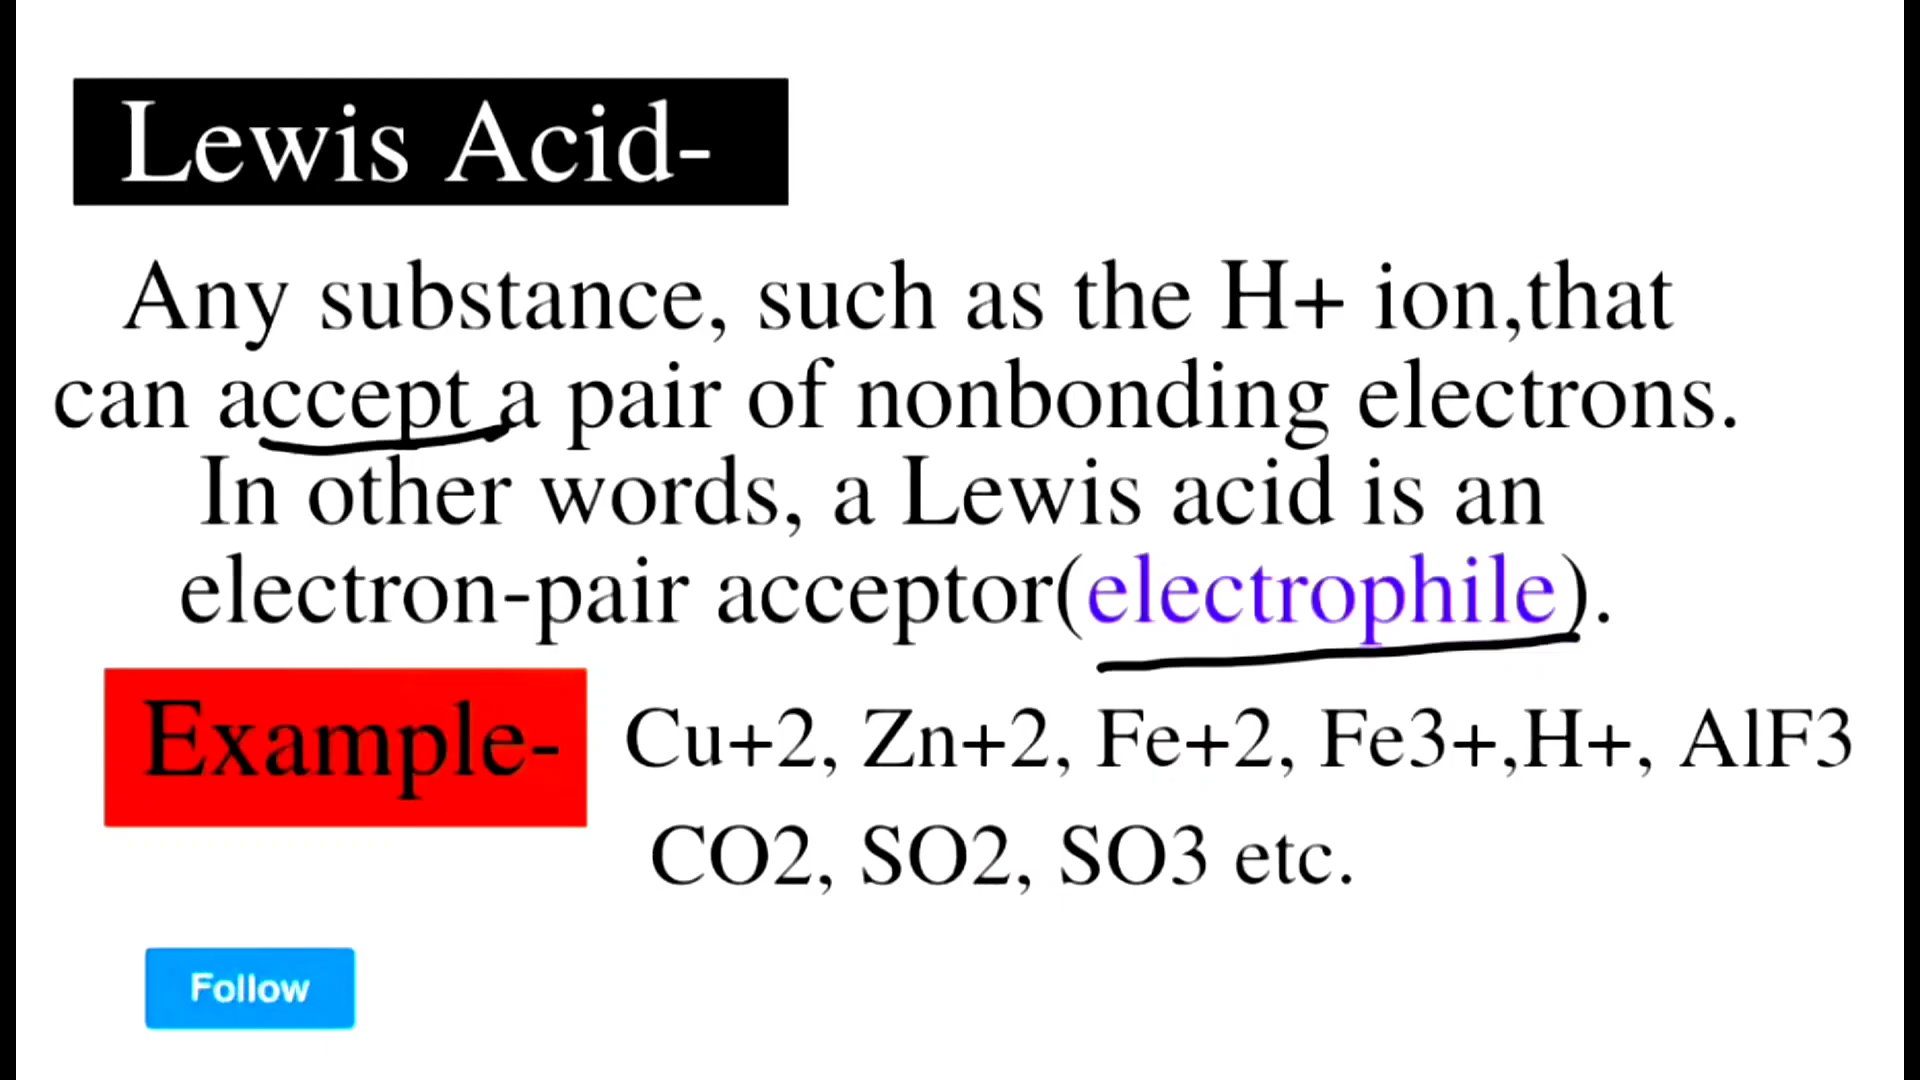 Lewis Acid-
Any substance, such as the H+ ion,that
can accept a pair of nonbonding electrons.
In other words, a Lewis acid is an
electron-pair acceptor(electrophile).
Example- Cu+2, Zn+2, Fe+2, Fe3+,H+, AlF3
CO2, SO2, SO3 etc.
Follow